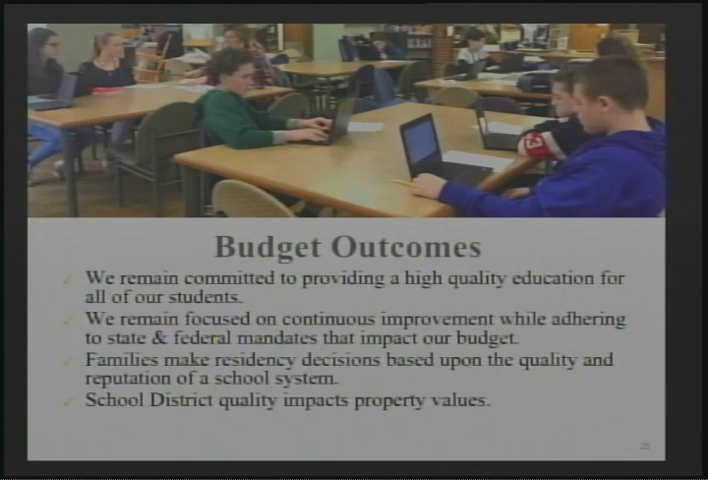 Budget Outcomes
We remain committed to providing a high quality education for
all of our students.
We remain focused on continuous improvement while adhering
to state & federal mandates that impact our budget.
Families make residency decisions based upon the quality and
reputation of a school system.
School District quality impacts property values.